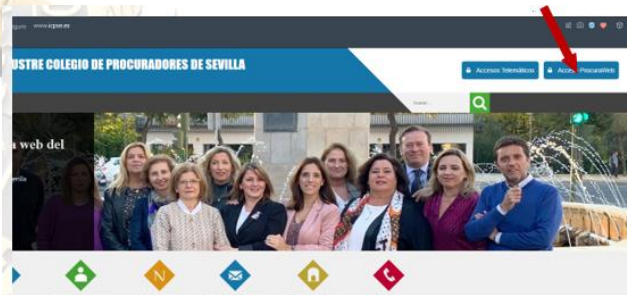 www.icpse.es
USTRE COLEGIO DE PROCURADORES DE SEVILLA
Accesos Telemáticos
Acceso ProcuraWeb
a web del
N